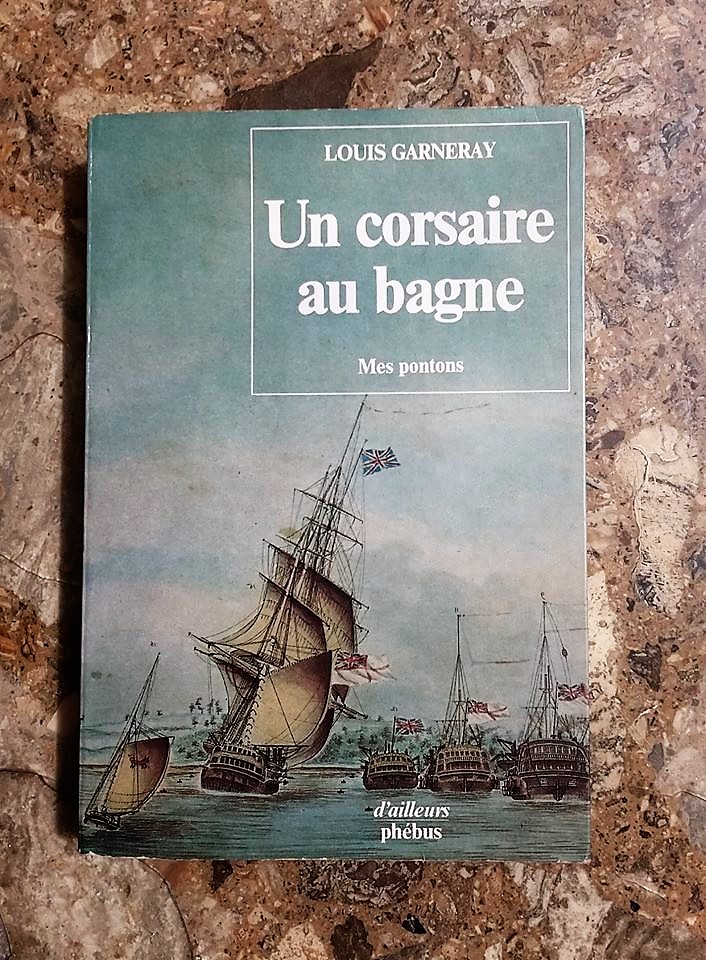 LOUIS GARNERAY
Un corsaire
au bagne
Mes pontons
d'ailleurs
phébus